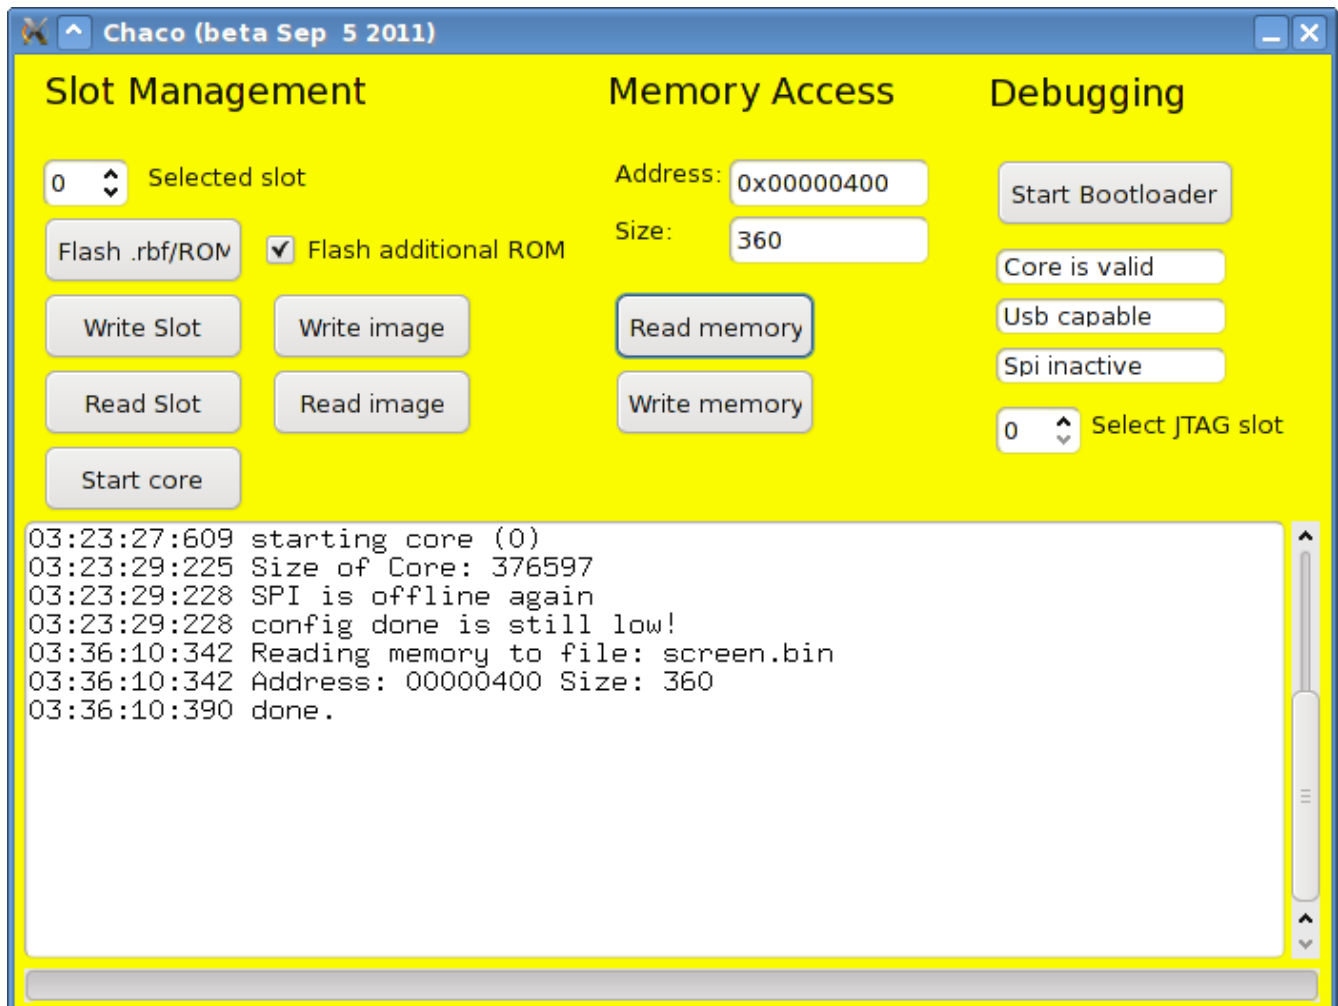 Chaco (beta Sep  5 2011)
Slot Management
0 Selected slot
Flash .rbf/ROM
Flash additional ROM
Write Slot
Write image
Read Slot
Read image
Start core
Memory Access
Address: 0x00000400
Size: 360
Read memory
Write memory
Debugging
Start Bootloader
Core is valid
Usb capable
Spi inactive
0 Select JTAG slot
03:23:27:609 starting core (0)
03:23:29:225 Size of Core: 376597
03:23:29:228 SPI is offline again
03:23:29:228 config done is still low!
03:36:10:342 Reading memory to file: screen.bin
03:36:10:342 Address: 00000400 Size: 360
03:36:10:390 done.